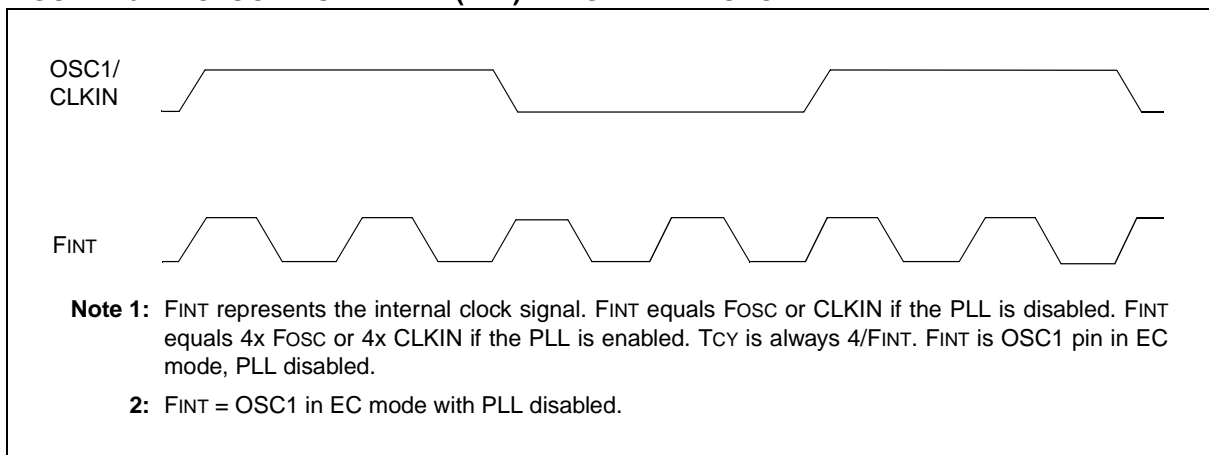 OSC1/
CLKIN
FINT
Note 1: FINT represents the internal clock signal. FINT equals FOSC or CLKIN if the PLL is disabled. FINT
equals 4x FOSC or 4x CLKIN if the PLL is enabled. TCY is always 4/FINT. FINT is OSC1 pin in EC
mode, PLL disabled.
2: FINT = OSC1 in EC mode with PLL disabled.